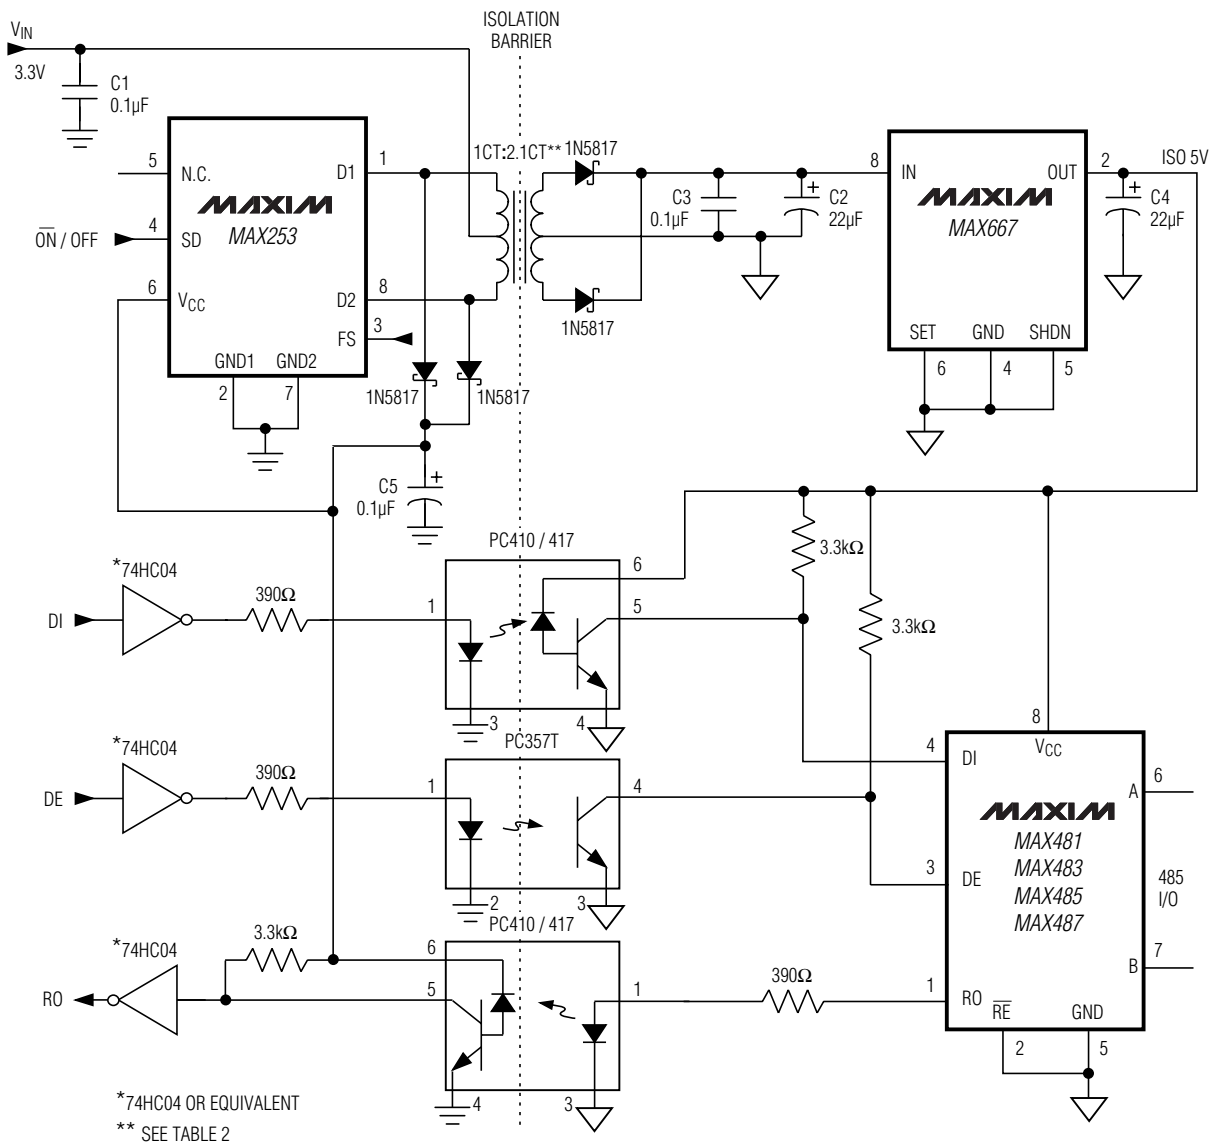 VIN
3.3V
C1
0.1µF
ISOLATION
BARRIER
5
N.C.
MAXIM
MAX253
D1
1
ON / OFF
4
SD
6
VCC
D2
8
FS
3
GND1
GND2
2
7
1CT:2.1CT**
1N5817
1N5817
1N5817
1N5817
C3
0.1µF
C2
22µF
8
IN
MAXIM
MAX667
OUT
2
ISO 5V
C4
22µF
SET
GND
SHDN
6
4
5
C5
0.1µF
PC410 / 417
*74HC04
DI
390Ω
1
3
6
5
4
3.3kΩ
3.3kΩ
PC357T
*74HC04
DE
390Ω
1
2
4
3
PC410 / 417
*74HC04
RO
3.3kΩ
6
5
4
1
3
390Ω
8
VCC
4
DI
MAXIM
MAX481
MAX483
MAX485
MAX487
3
DE
1
RO
RE
GND
2
5
A
6
485
I/O
B
7
*74HC04 OR EQUIVALENT
** SEE TABLE 2